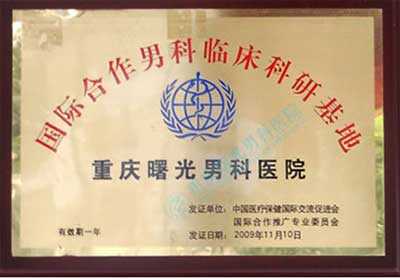 国际合作男科临床科研基地
重庆曙光男科医院
发证单位：中国医疗保健国际交流促进会
国际合作推广专业委员会
有效期一年
发证日期：2009年11月10日